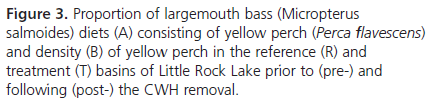 Figure 3. Proportion of largemouth bass (Micropterus
salmoides) diets (A) consisting of yellow perch (Perca flavescens)
and density (B) of yellow perch in the reference (R) and
treatment (T) basins of Little Rock Lake prior to (pre-) and
following (post-) the CWH removal.